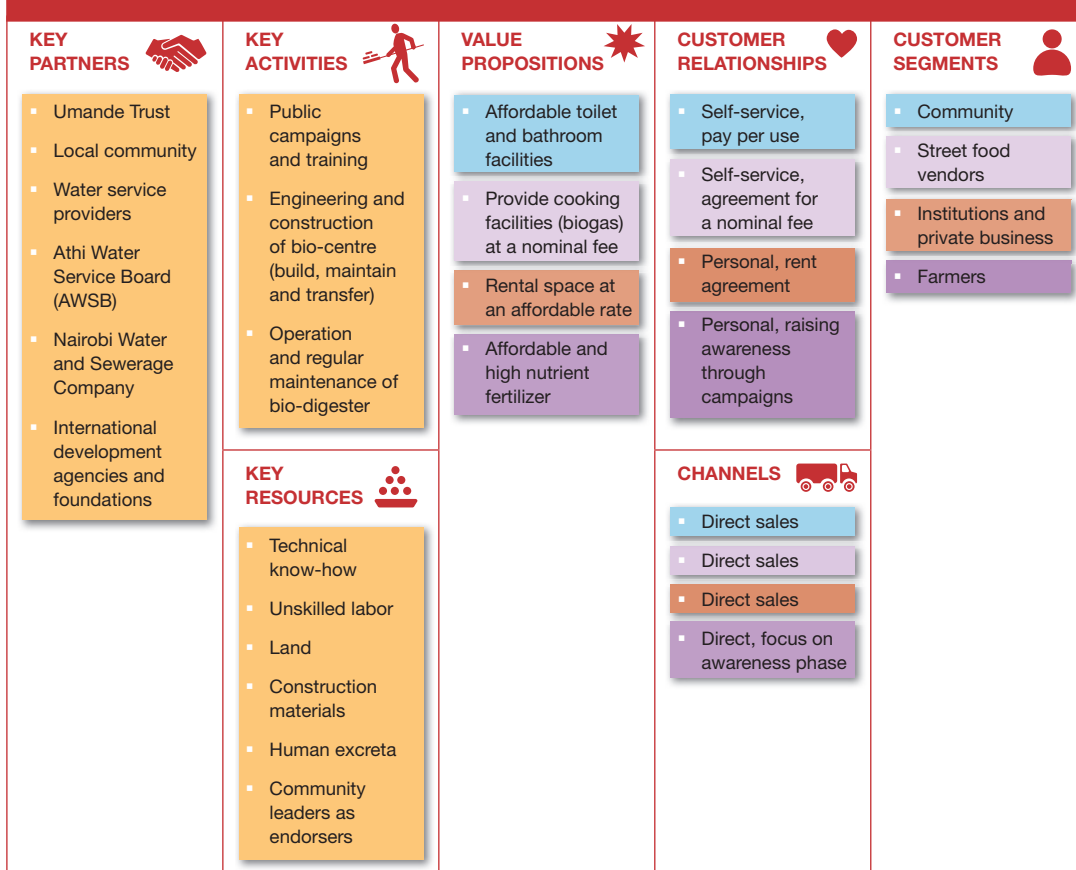 KEY
PARTNERS
Umande Trust
Local community
Water service
providers
Athi Water
Service Board
(AWSB)
Nairobi Water
and Sewerage
Company
International
development
agencies and
foundations
KEY
ACTIVITIES
Public
campaigns
and training
Engineering and
construction
of bio-centre
(build, maintain
and transfer)
Operation
and regular
maintenance of
bio-digester
KEY
RESOURCES
Technical
know-how
Unskilled labor
Land
Construction
materials
Human excreta
Community
leaders as
endorsers
VALUE
PROPOSITIONS
Affordable toilet
and bathroom
facilities
Provide cooking
facilities (biogas)
at a nominal fee
Rental space at
an affordable rate
Affordable and
high nutrient
fertilizer
CUSTOMER
RELATIONSHIPS
Self-service,
pay per use
Self-service,
agreement for
a nominal fee
Personal, rent
agreement
Personal, raising
awareness
through
campaigns
CHANNELS
Direct sales
Direct sales
Direct sales
Direct, focus on
awareness phase
CUSTOMER
SEGMENTS
Community
Street food
vendors
Institutions and
private business
Farmers